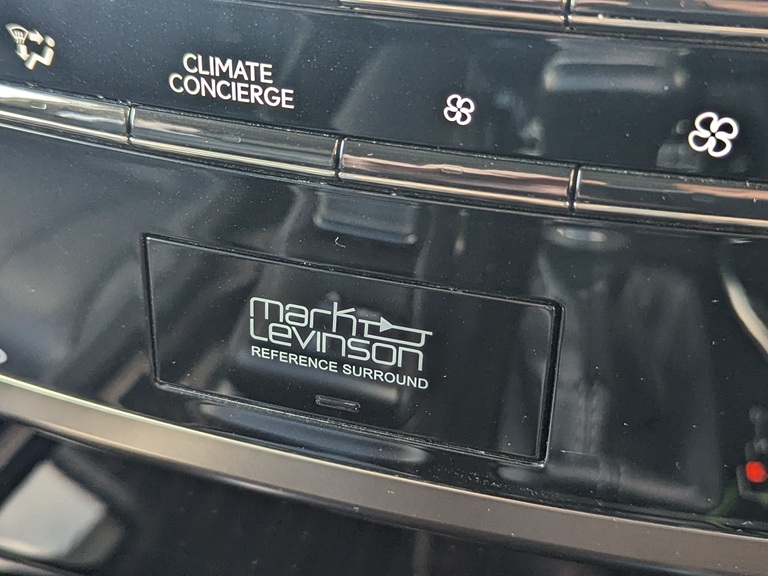 CLIMATE
CONCIERGE
mark
Levinson
REFERENCE SURROUND